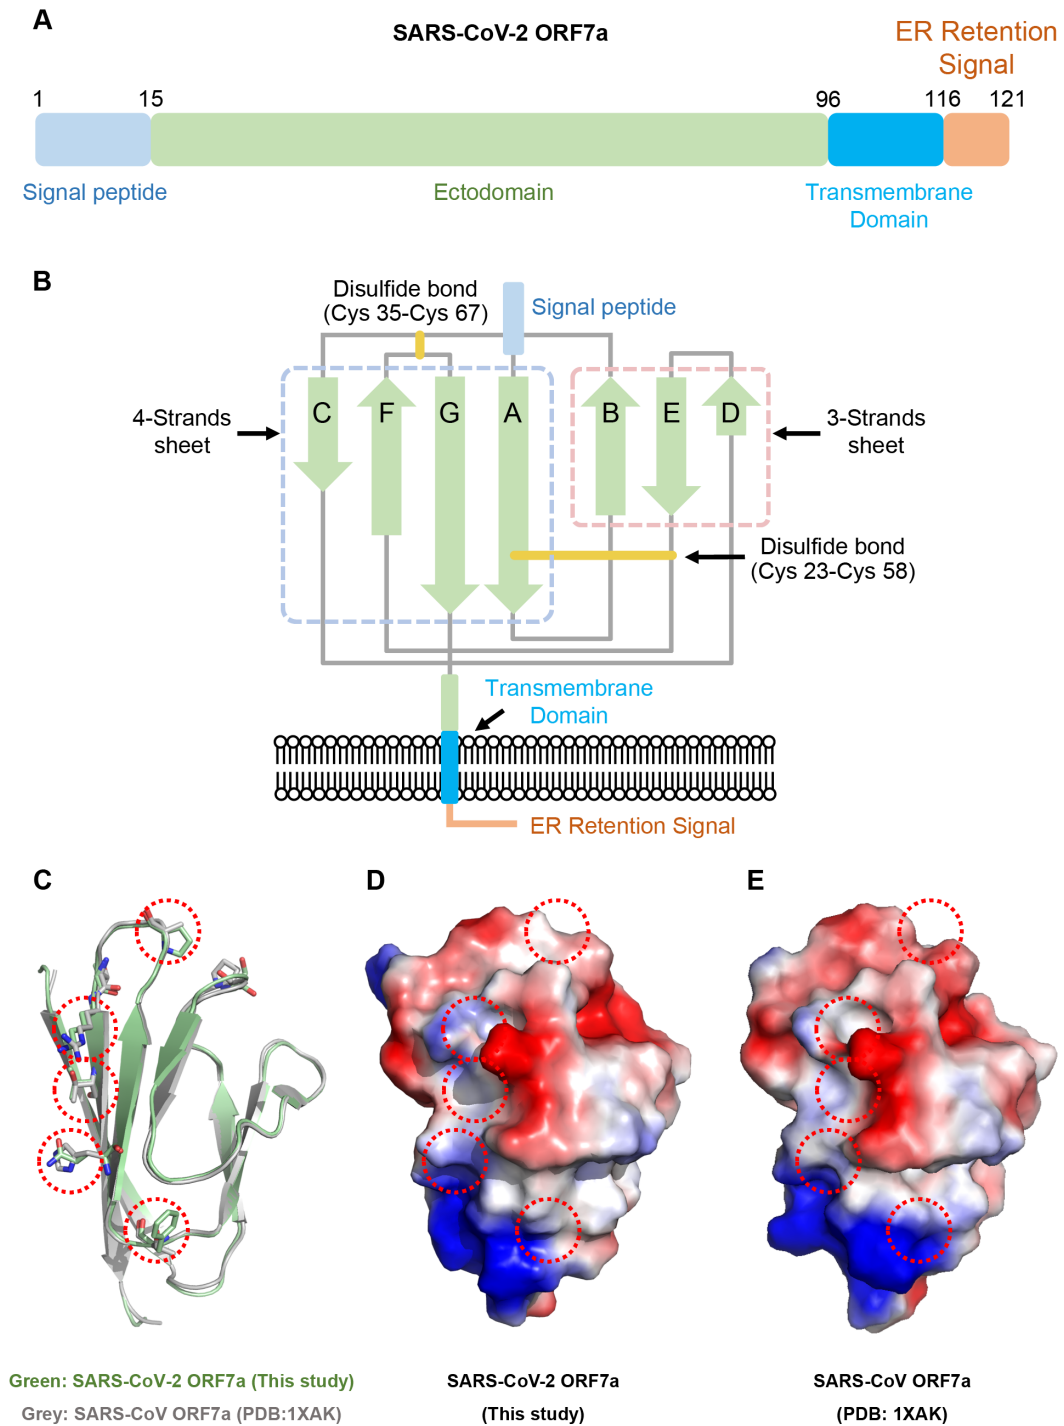 A
SARS-CoV-2 ORF7a
ER Retention
Signal
1 15 96 116 121
Signal peptide
Ectodomain
Transmembrane
Domain
B
Disulfide bond
(Cys 35-Cys 67)
Signal peptide
4-Strands
sheet
C F G A B E D
3-Strands
sheet
Disulfide bond
(Cys 23-Cys 58)
Transmembrane
Domain
ER Retention Signal
C
D
E
Green: SARS-CoV-2 ORF7a (This study)
Grey: SARS-CoV ORF7a (PDB:1XAK)
SARS-CoV-2 ORF7a
(This study)
SARS-CoV ORF7a
(PDB: 1XAK)